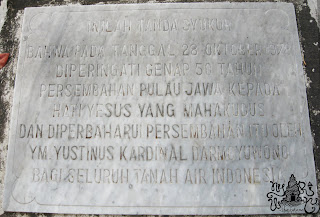 INILAH TANDA SYUKUR
BAHWA PADA TANGGAL 28 OKTOBER
DIPERINGATI GENAP 50 TAHUN
PERSEMBAHAN PULAU JAWA KEPADA
HATI YESUS YANG MAHAKUDUS
DAN DIPERBAHARUI PERSEMBAHAN ITU OLEH
YM. YUSTINUS KARDINAL DARMOYUWONO
BAGI SELURUH TANAH AIR INDONESIA